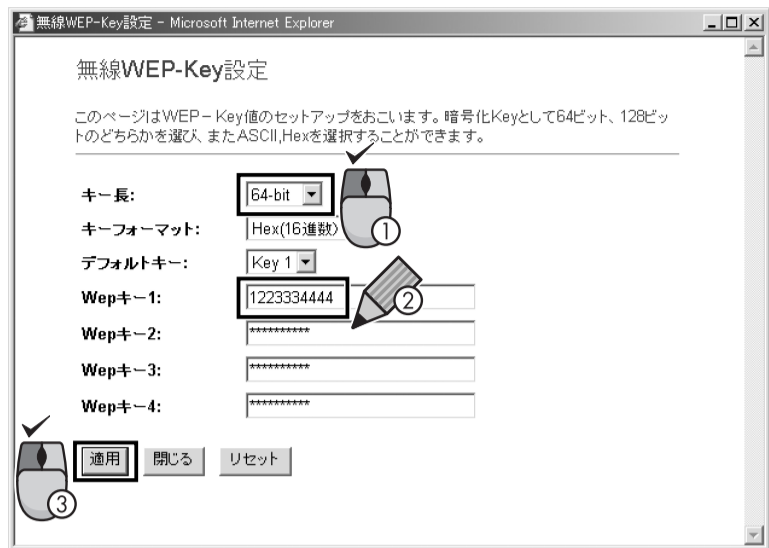 無線WEP-Key設定 - Microsoft Internet Explorer
無線WEP-Key設定
このページはWEP－Key値のセットアップをおこいます。暗号化Keyとして64ビット、128ビッ
トのどちらかを選び、またASCII,Hexを選択することができます。
キー長: 64-bit
①
キーフォーマット: Hex(16進数)
デフォルトキー: Key 1
Wepキー1: 1223334444
②
Wepキー2: **********
Wepキー3: **********
Wepキー4: **********
適用 閉じる リセット
③